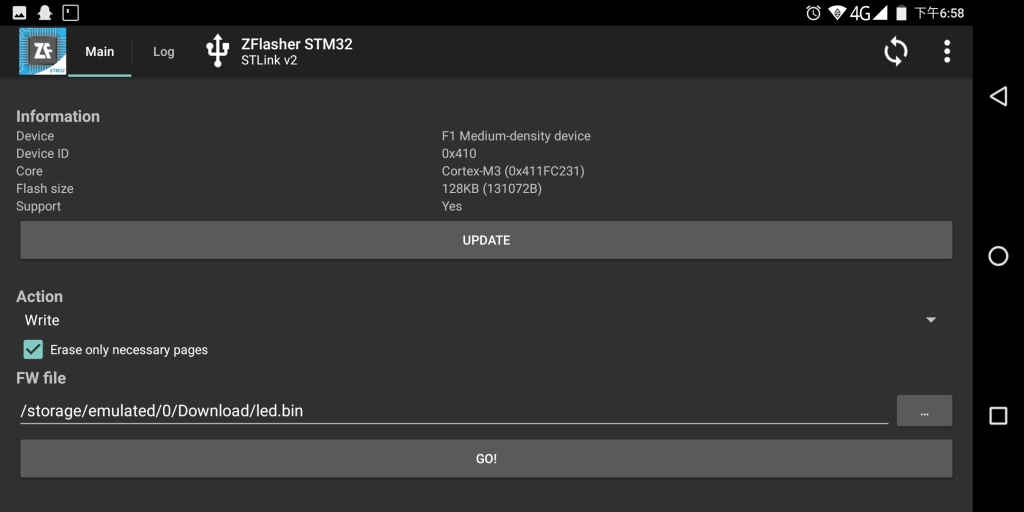 4G 下午6:58
ZF STM32 Main Log ZFlasher STM32
STLink v2
Information
Device F1 Medium-density device
Device ID 0x410
Core Cortex-M3 (0x411FC231)
Flash size 128KB (131072B)
Support Yes
UPDATE
Action
Write
Erase only necessary pages
FW file
/storage/emulated/0/Download/led.bin ...
GO!